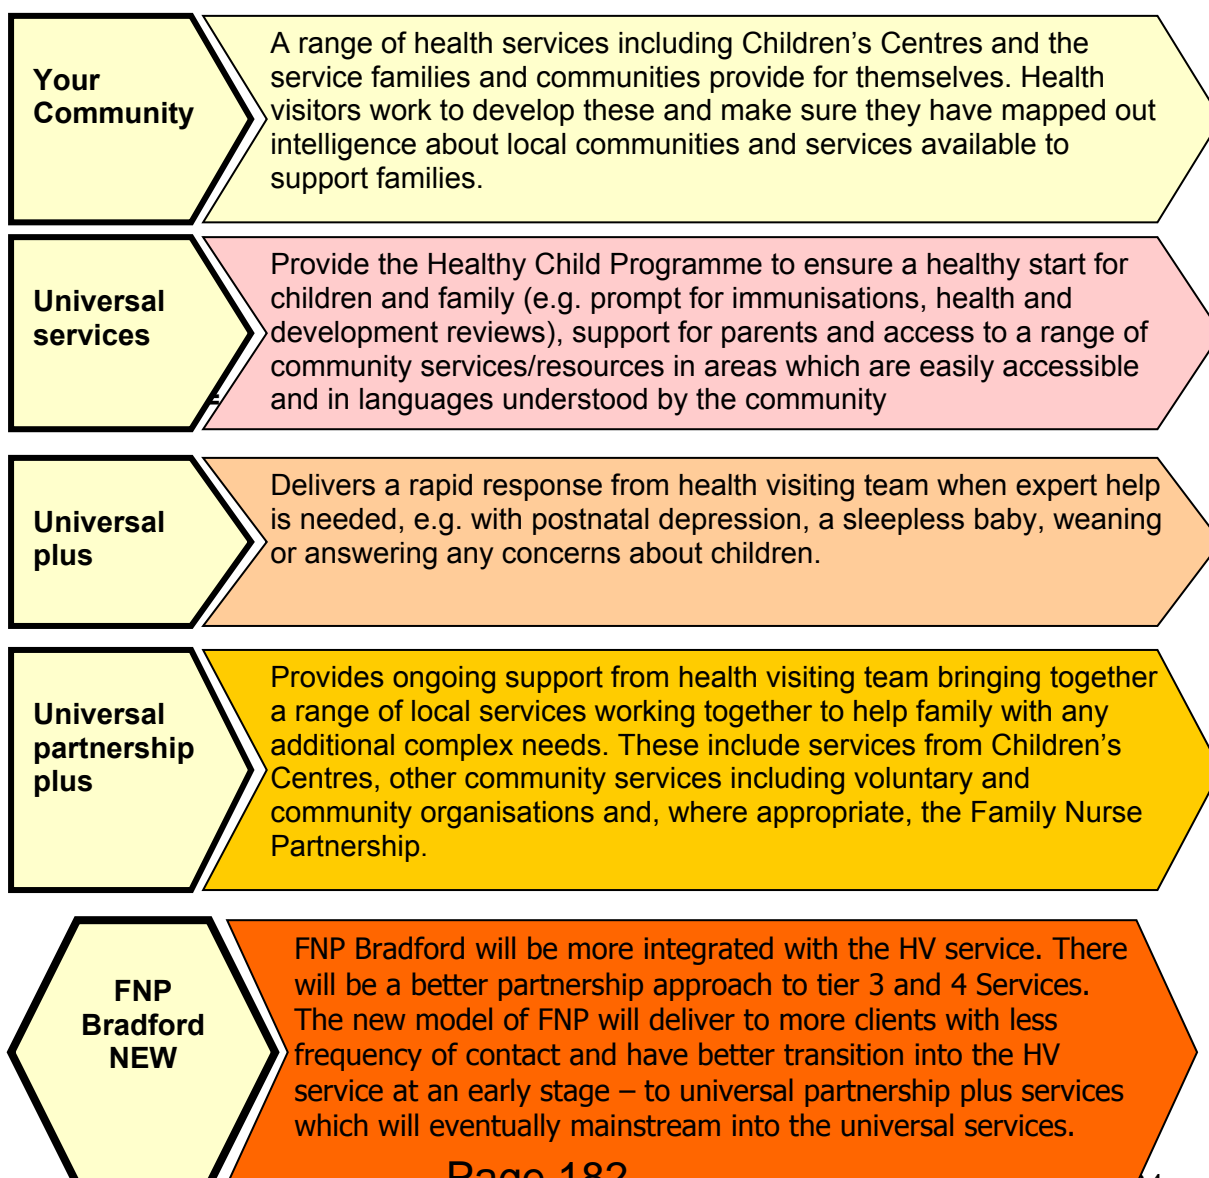 Your
Community
A range of health services including Children’s Centres and the
service families and communities provide for themselves. Health
visitors work to develop these and make sure they have mapped out
intelligence about local communities and services available to
support families.
Universal
services
Provide the Healthy Child Programme to ensure a healthy start for
children and family (e.g. prompt for immunisations, health and
development reviews), support for parents and access to a range of
community services/resources in areas which are easily accessible
and in languages understood by the community
Universal
plus
Delivers a rapid response from health visiting team when expert help
is needed, e.g. with postnatal depression, a sleepless baby, weaning
or answering any concerns about children.
Universal
partnership
plus
Provides ongoing support from health visiting team bringing together
a range of local services working together to help family with any
additional complex needs. These include services from Children’s
Centres, other community services including voluntary and
community organisations and, where appropriate, the Family Nurse
Partnership.
FNP
Bradford
NEW
FNP Bradford will be more integrated with the HV service. There
will be a better partnership approach to tier 3 and 4 Services.
The new model of FNP will deliver to more clients with less
frequency of contact and have better transition into the HV
service at an early stage – to universal partnership plus services
which will eventually mainstream into the universal services.
Page 182